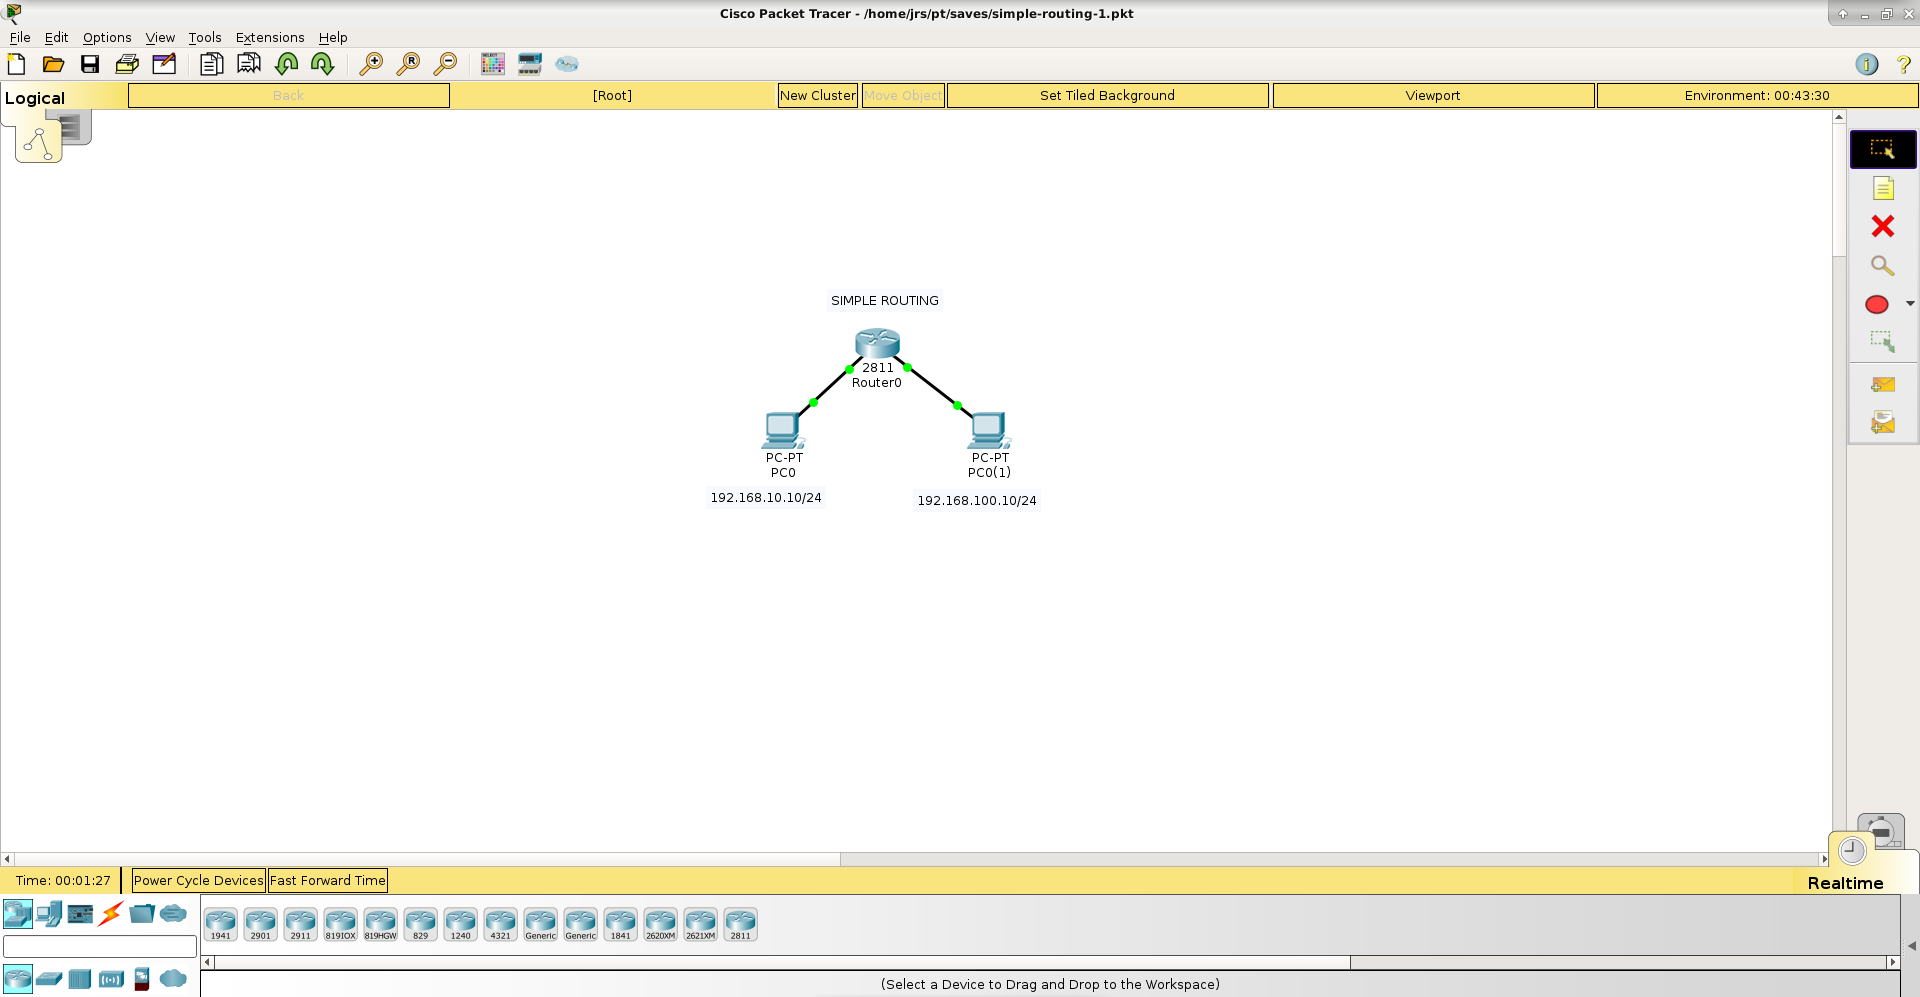 Cisco Packet Tracer - /home/jrs/pt/saves/simple-routing-1.pkt
File Edit Options View Tools Extensions Help
Logical
Back
[Root]
New Cluster
Move Object
Set Tiled Background
Viewport
Environment: 00:43:30
SIMPLE ROUTING
2811
Router0
PC-PT
PC0
192.168.10.10/24
PC-PT
PC0(1)
192.168.100.10/24
Time: 00:01:27
Power Cycle Devices
Fast Forward Time
Realtime
1941 2901 2911 819IOX 819HGW 829 1240 4321 Generic Generic 1841 2620XM 2621XM 2811
(Select a Device to Drag and Drop to the Workspace)